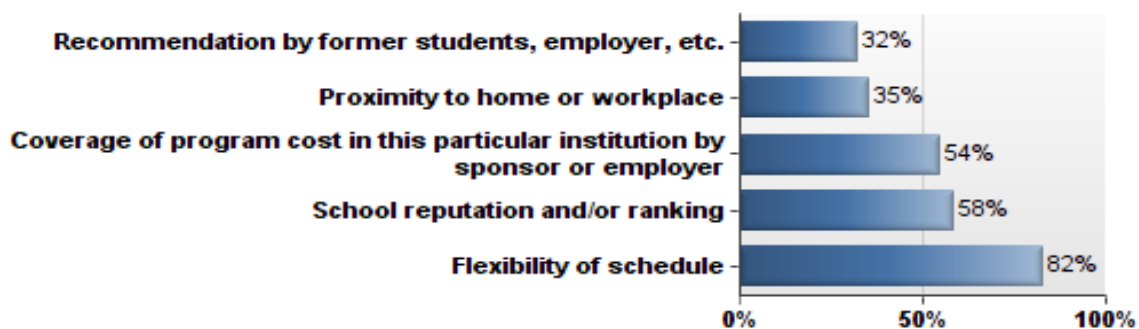 Recommendation by former students, employer, etc.
32%
Proximity to home or workplace
35%
Coverage of program cost in this particular institution by
sponsor or employer
54%
School reputation and/or ranking
58%
Flexibility of schedule
82%
0%
50%
100%